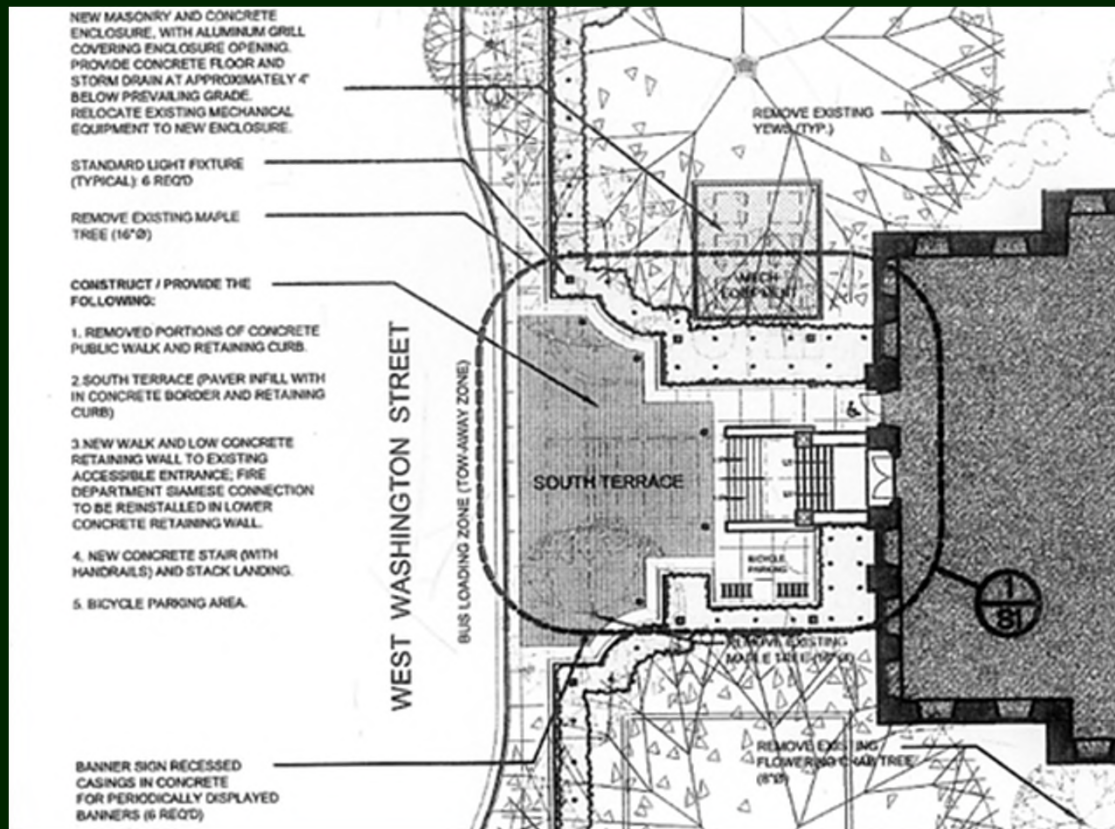 NEW MASONRY AND CONCRETE
ENCLOSURE, WITH ALUMINUM GRILL
COVERING ENCLOSURE OPENING.
PROVIDE CONCRETE FLOOR AND
STORM DRAIN AT APPROXIMATELY 4'
BELOW PREVAILING GRADE.
RELOCATE EXISTING MECHANICAL
EQUIPMENT TO NEW ENCLOSURE.
STANDARD LIGHT FIXTURE
(TYPICAL): 6 REQ'D
REMOVE EXISTING MAPLE
TREE (16"Ø)
CONSTRUCT / PROVIDE THE
FOLLOWING:
1. REMOVED PORTIONS OF CONCRETE
PUBLIC WALK AND RETAINING CURB.
2.SOUTH TERRACE (PAVER INFILL WITH
IN CONCRETE BORDER AND RETAINING
CURB)
3.NEW WALK AND LOW CONCRETE
RETAINING WALL TO EXISTING
ACCESSIBLE ENTRANCE; FIRE
DEPARTMENT SIAMESE CONNECTION
TO BE REINSTALLED IN LOWER
CONCRETE RETAINING WALL.
4. NEW CONCRETE STAIR (WITH
HANDRAILS) AND STACK LANDING.
5. BICYCLE PARKING AREA.
BANNER SIGN RECESSED
CASINGS IN CONCRETE
FOR PERIODICALLY DISPLAYED
BANNERS (6 REQ'D)
WEST WASHINGTON STREET
BUS LOADING ZONE (TOW-AWAY ZONE)
REMOVE EXISTING
YEWS (TYP.)
MECH
EQUIPMENT
SOUTH TERRACE
BICYCLE
PARKING
1
81
REMOVE EXISTING
MAPLE TREE
REMOVE EXISTING
FLOWERING CRAB TREE
(8"Ø)